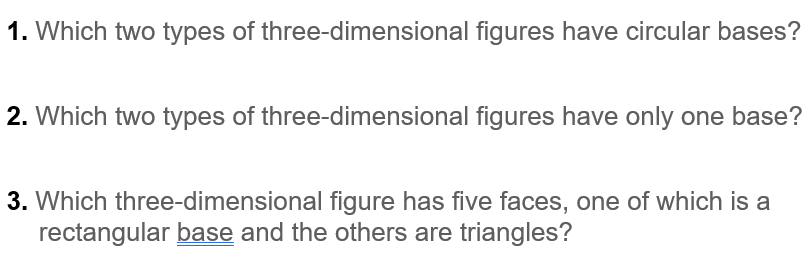 1. Which two types of three-dimensional figures have circular bases?
2. Which two types of three-dimensional figures have only one base?
3. Which three-dimensional figure has five faces, one of which is a
rectangular base and the others are triangles?